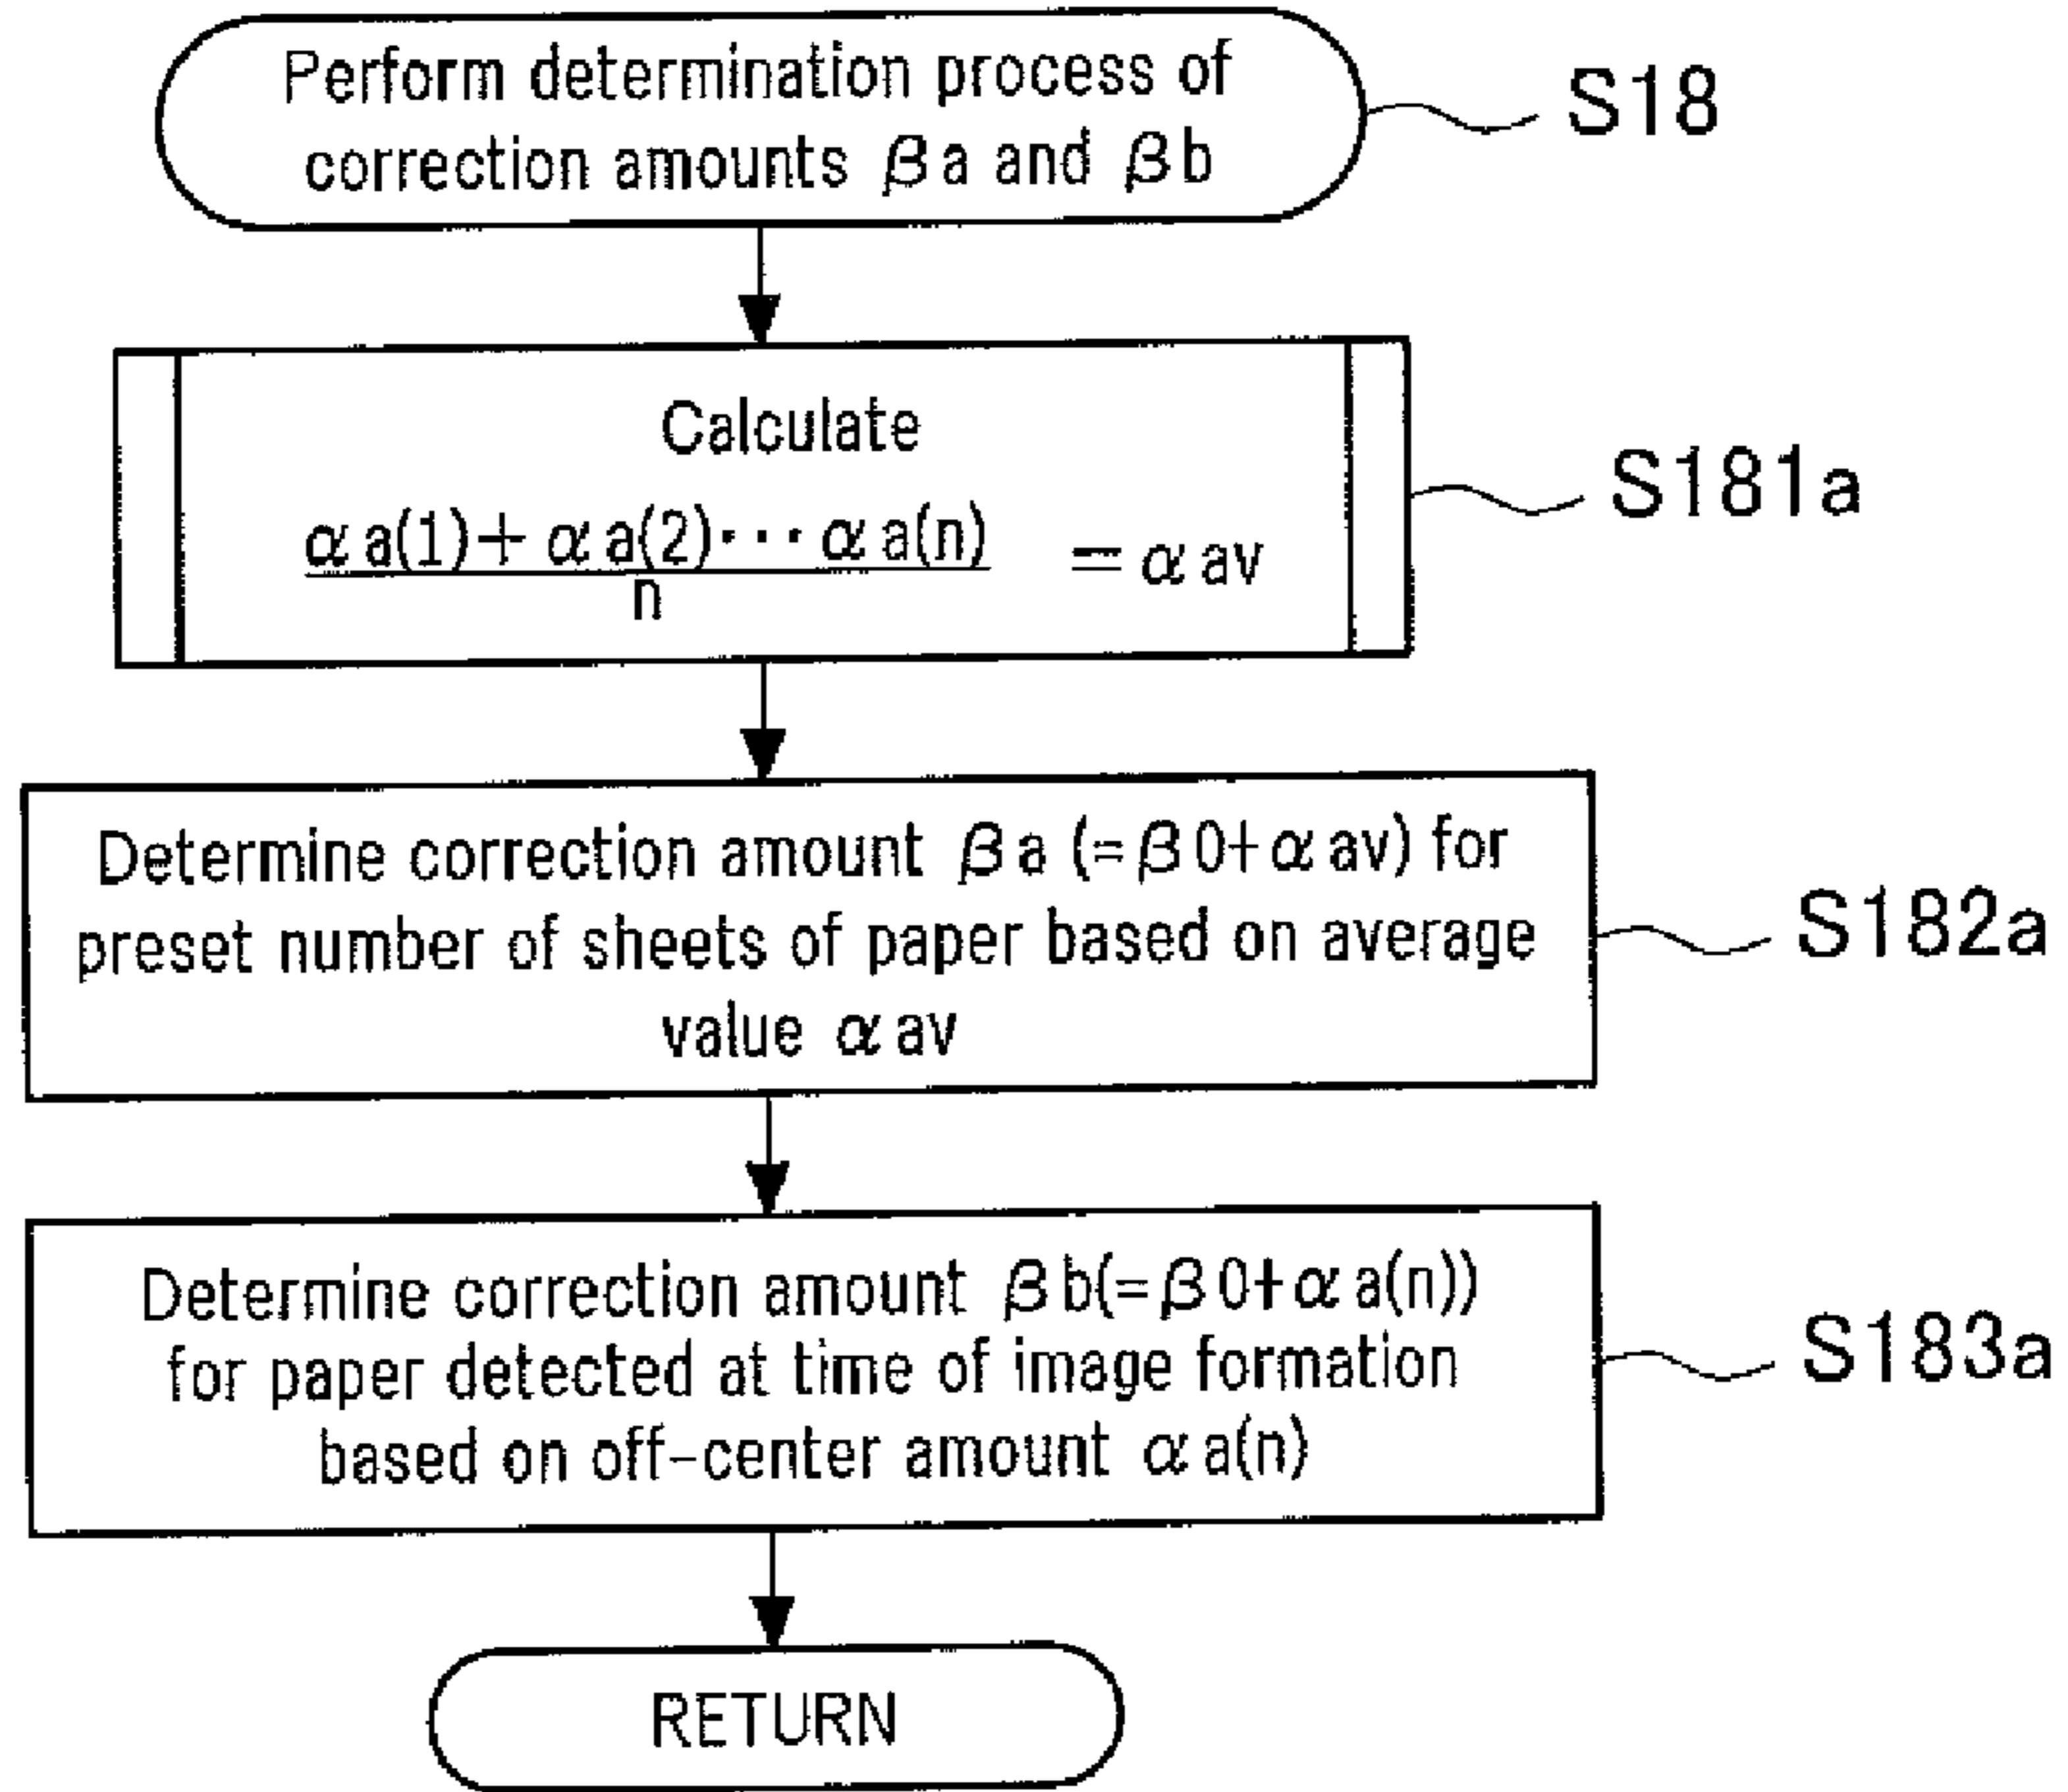 Perform determination process of
correction amounts βa and βb
S18
Calculate
αa(1)+αa(2)···αa(n)
n
=αav
S181a
Determine correction amount βa (=β0+αav) for
preset number of sheets of paper based on average
value αav
S182a
Determine correction amount βb(=β0+αa(n))
for paper detected at time of image formation
based on off-center amount αa(n)
S183a
RETURN